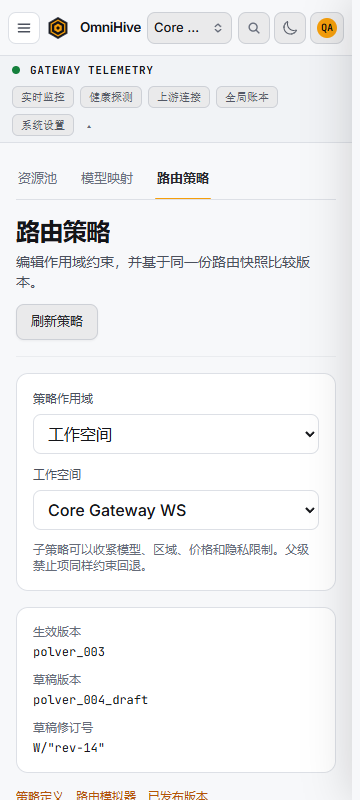 OmniHive Core ... QA
GATEWAY TELEMETRY
实时监控 健康探测 上游连接 全局账本
系统设置
资源池 模型映射 路由策略
路由策略
编辑作用域约束，并基于同一份路由快照比较版
本。
刷新策略
策略作用域
工作空间
工作空间
Core Gateway WS
子策略可以收紧模型、区域、价格和隐私限制。父级
禁止项同样约束回退。
生效版本
polver_003
草稿版本
polver_004_draft
草稿修订号
W/"rev-14"
策略定义 路由模拟器 已发布版本